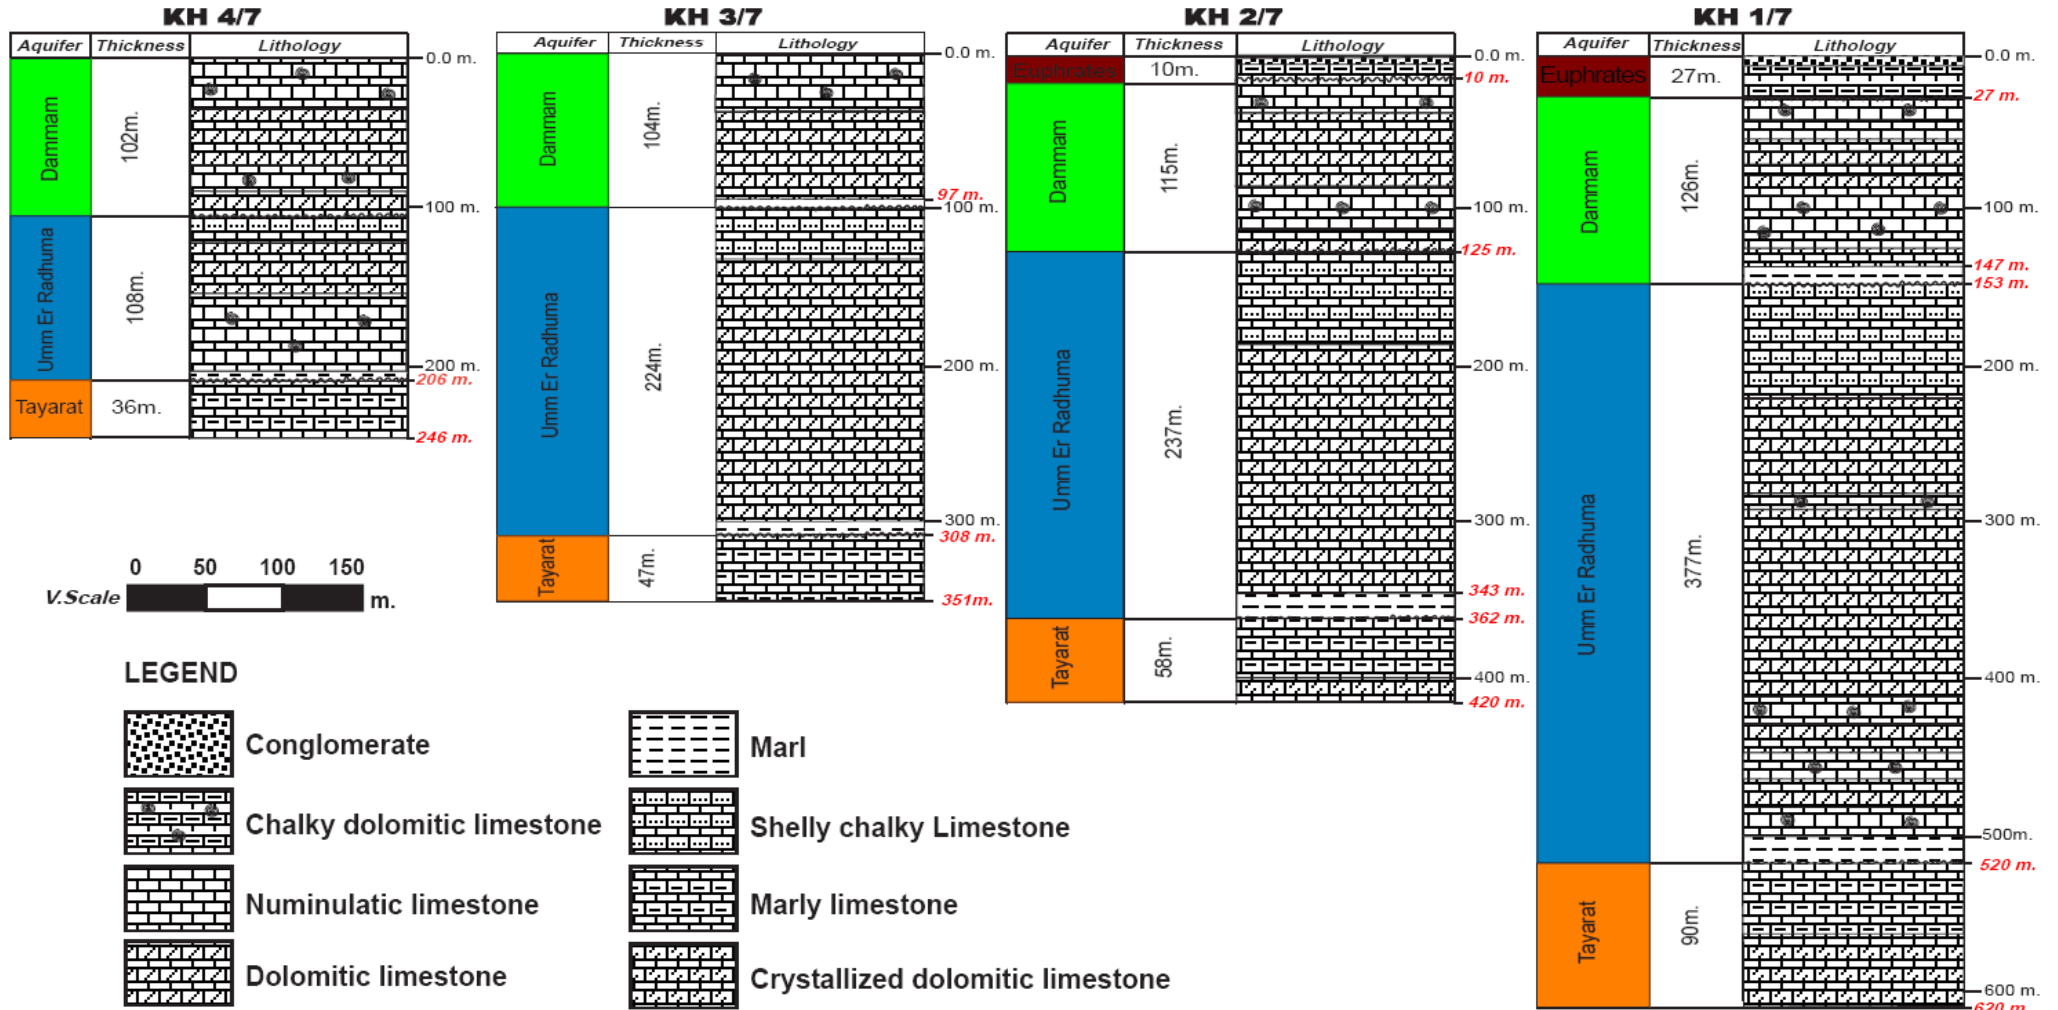 KH 4/7
Aquifer Thickness Lithology
Dammam
102m.
Umm Er Radhuma
108m.
Tayarat
36m.
0.0 m.
100 m.
200 m.
206 m.
246 m.
KH 3/7
Aquifer Thickness Lithology
Dammam
104m.
Umm Er Radhuma
224m.
Tayarat
47m.
0.0 m.
97 m.
100 m.
200 m.
300 m.
308 m.
351m.
KH 2/7
Aquifer Thickness Lithology
Euphrates
10m.
Dammam
115m.
Umm Er Radhuma
237m.
Tayarat
58m.
0.0 m.
10 m.
100 m.
125 m.
200 m.
300 m.
343 m.
362 m.
400 m.
420 m.
KH 1/7
Aquifer Thickness Lithology
Euphrates
27m.
Dammam
126m.
Umm Er Radhuma
377m.
Tayarat
90m.
0.0 m.
27 m.
100 m.
147 m.
153 m.
200 m.
300 m.
400 m.
500m.
520 m.
600 m.
620 m.
0 50 100 150
V.Scale m.
LEGEND
Conglomerate
Chalky dolomitic limestone
Numinulatic limestone
Dolomitic limestone
Marl
Shelly chalky Limestone
Marly limestone
Crystallized dolomitic limestone